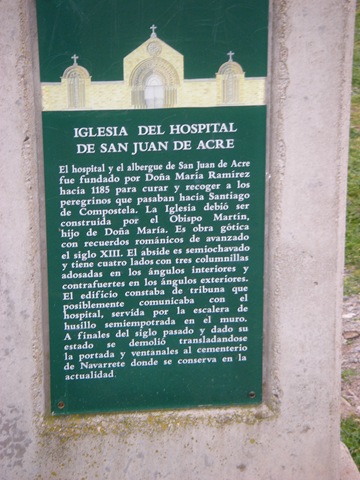 IGLESIA DEL HOSPITAL
DE SAN JUAN DE ACRE
El hospital y el albergue de San Juan de Acre
fue fundado por Doña María Ramírez
hacia 1185 para curar y recoger a los
peregrinos que pasaban hacia Santiago
de Compostela. La Iglesia debió ser
construida por el Obispo Martín,
hijo de Doña María. Es obra gótica
con recuerdos románicos de avanzado
el siglo XIII. El abside es semiochavado
y tiene cuatro lados con tres columnillas
adosadas en los ángulos interiores y
contrafuertes en los ángulos exteriores.
El edificio constaba de tribuna que
posiblemente comunicaba con el
hospital, servida por la escalera de
husillo semiempotrada en el muro.
A finales del siglo pasado y dado su
estado se demolió transladandose
la portada y ventanales al cementerio
de Navarrete donde se conserva en la
actualidad.